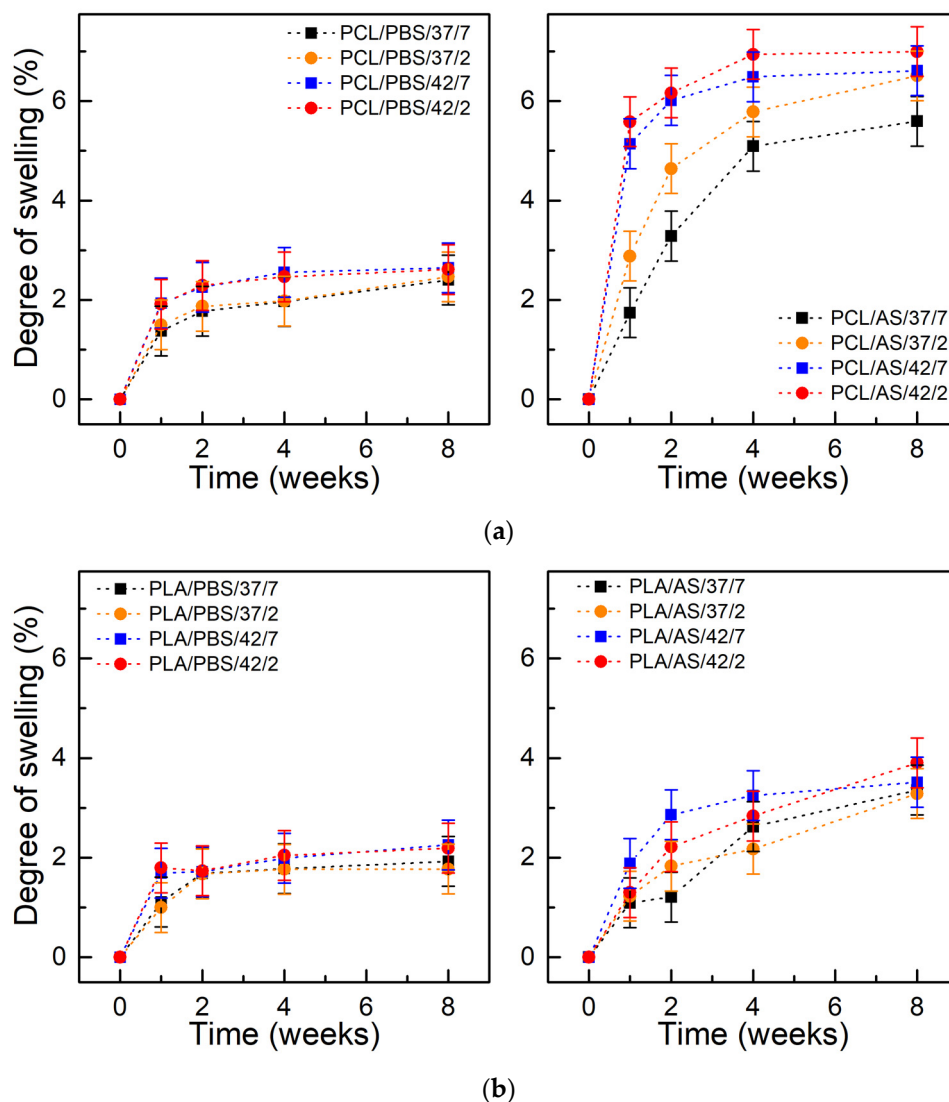 Degree of swelling (%)
6
4
2
0
PCL/PBS/37/7
PCL/PBS/37/2
PCL/PBS/42/7
PCL/PBS/42/2
0 2 4 6 8
Time (weeks)
6
4
2
0
PCL/AS/37/7
PCL/AS/37/2
PCL/AS/42/7
PCL/AS/42/2
0 2 4 6 8
Time (weeks)
(a)
Degree of swelling (%)
6
4
2
0
PLA/PBS/37/7
PLA/PBS/37/2
PLA/PBS/42/7
PLA/PBS/42/2
0 2 4 6 8
Time (weeks)
6
4
2
0
PLA/AS/37/7
PLA/AS/37/2
PLA/AS/42/7
PLA/AS/42/2
0 2 4 6 8
Time (weeks)
(b)